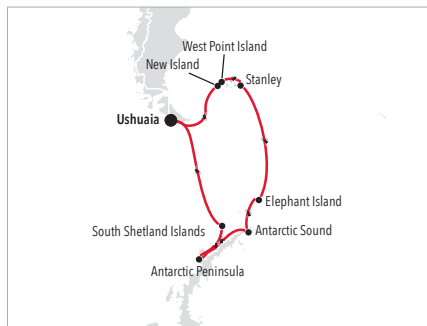 West Point Island
New Island
Stanley
Ushuaia
Elephant Island
South Shetland Islands
Antarctic Sound
Antarctic Peninsula